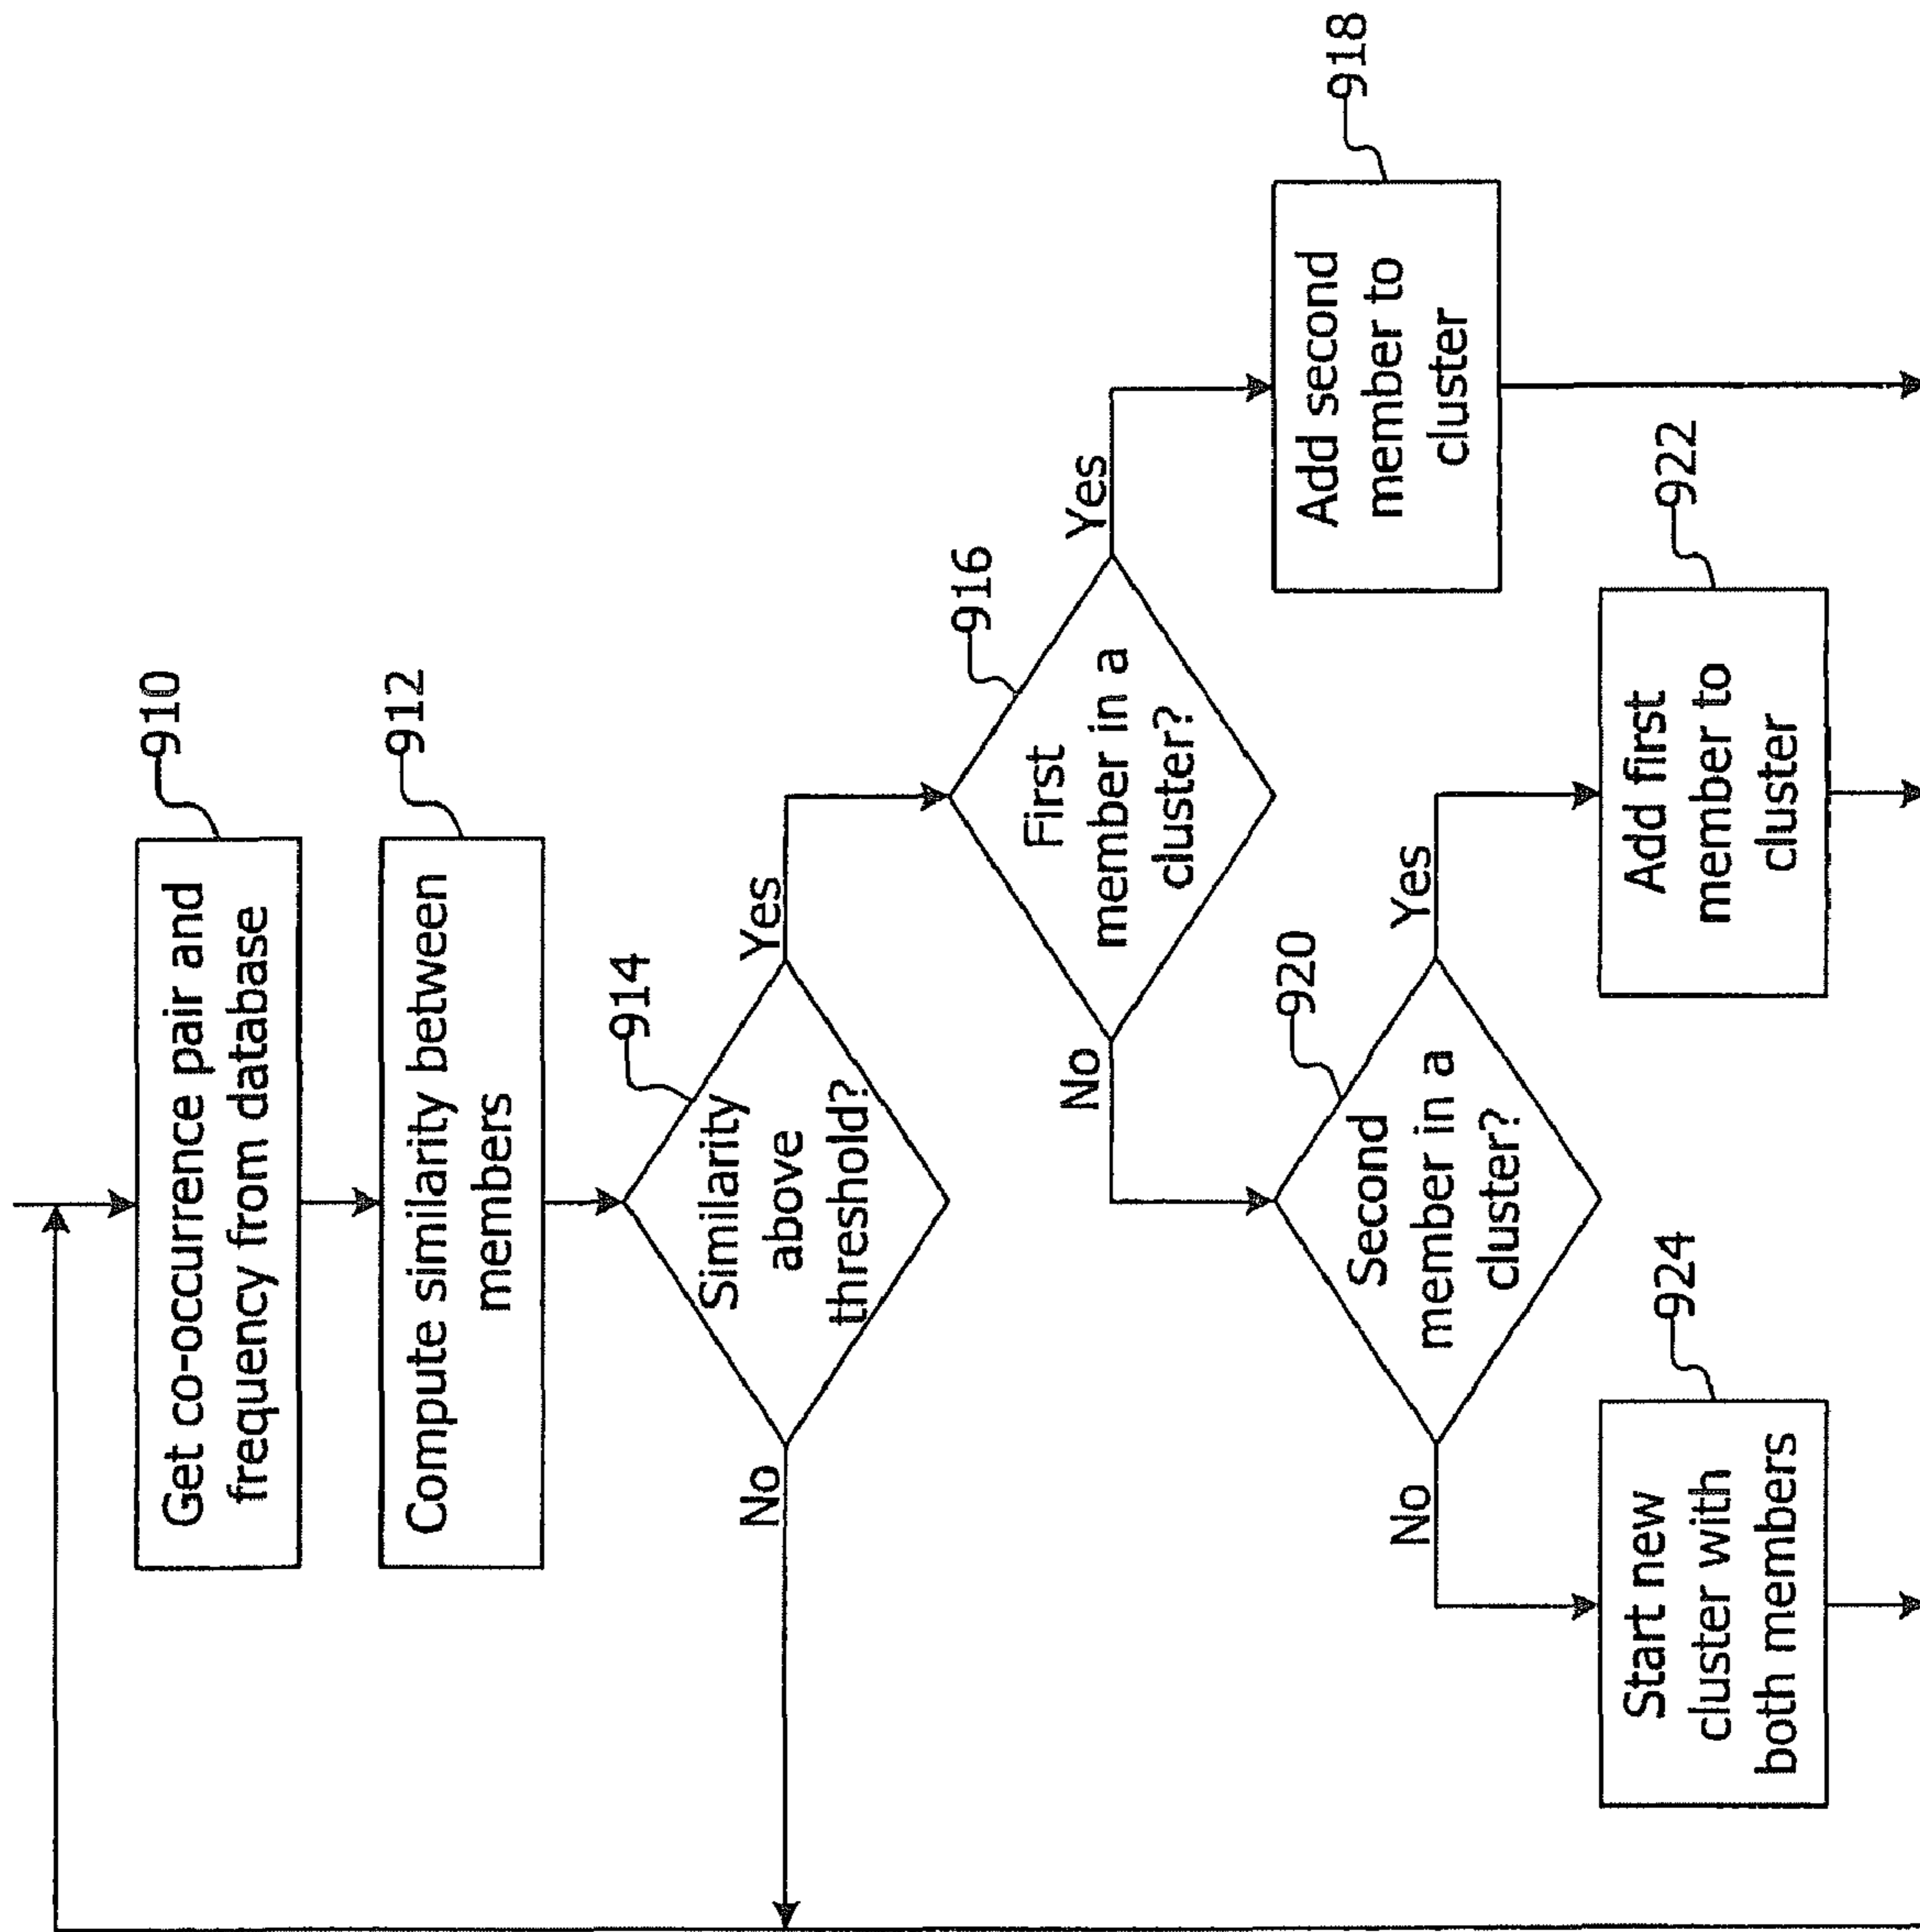 910
Get co-occurrence pair and
frequency from database
912
Compute similarity between
members
914
Similarity
above
threshold?
No
Yes
916
First
member in a
cluster?
No
Yes
918
Add second
member to
cluster
920
Second
member in a
cluster?
No
Yes
922
Add first
member to
cluster
924
Start new
cluster with
both members